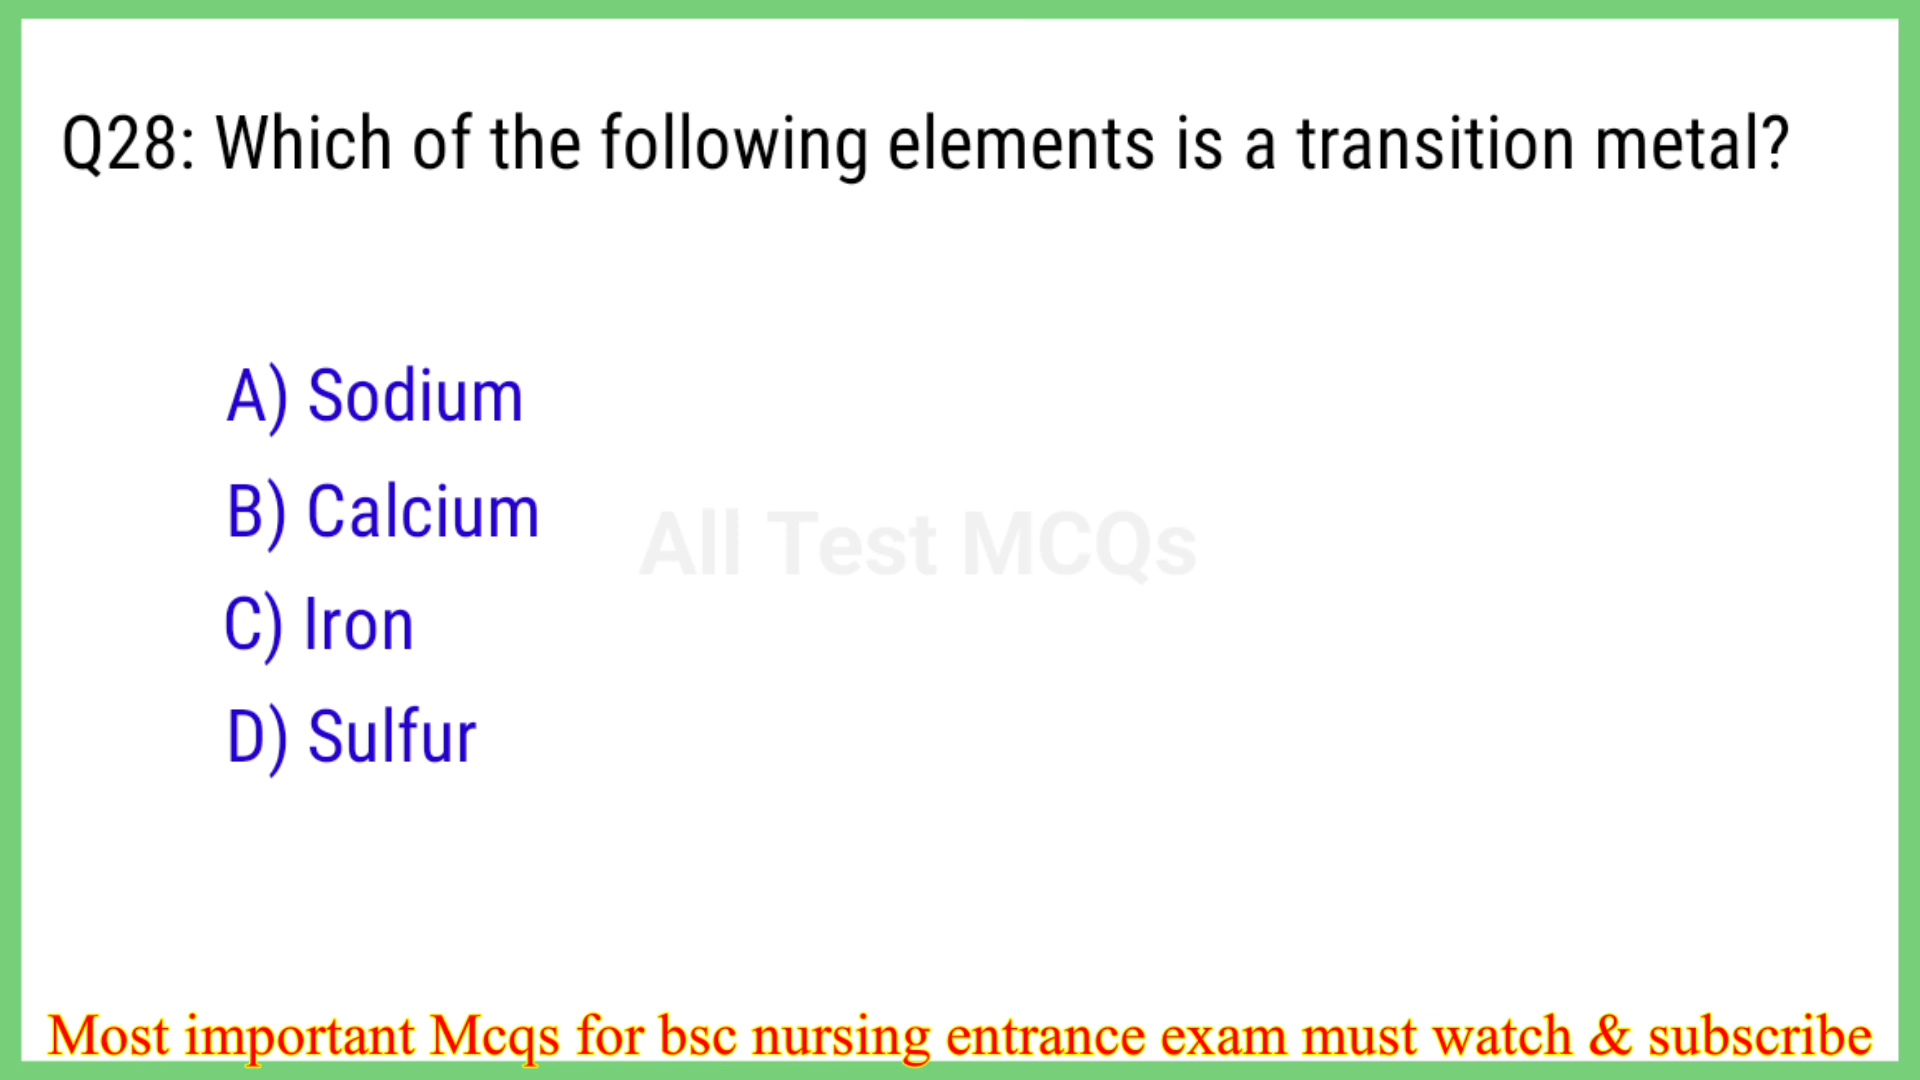 Q28: Which of the following elements is a transition metal?
A) Sodium
B) Calcium
All Test MCQs
C) Iron
D) Sulfur
Most important Mcqs for bsc nursing entrance exam must watch & subscribe